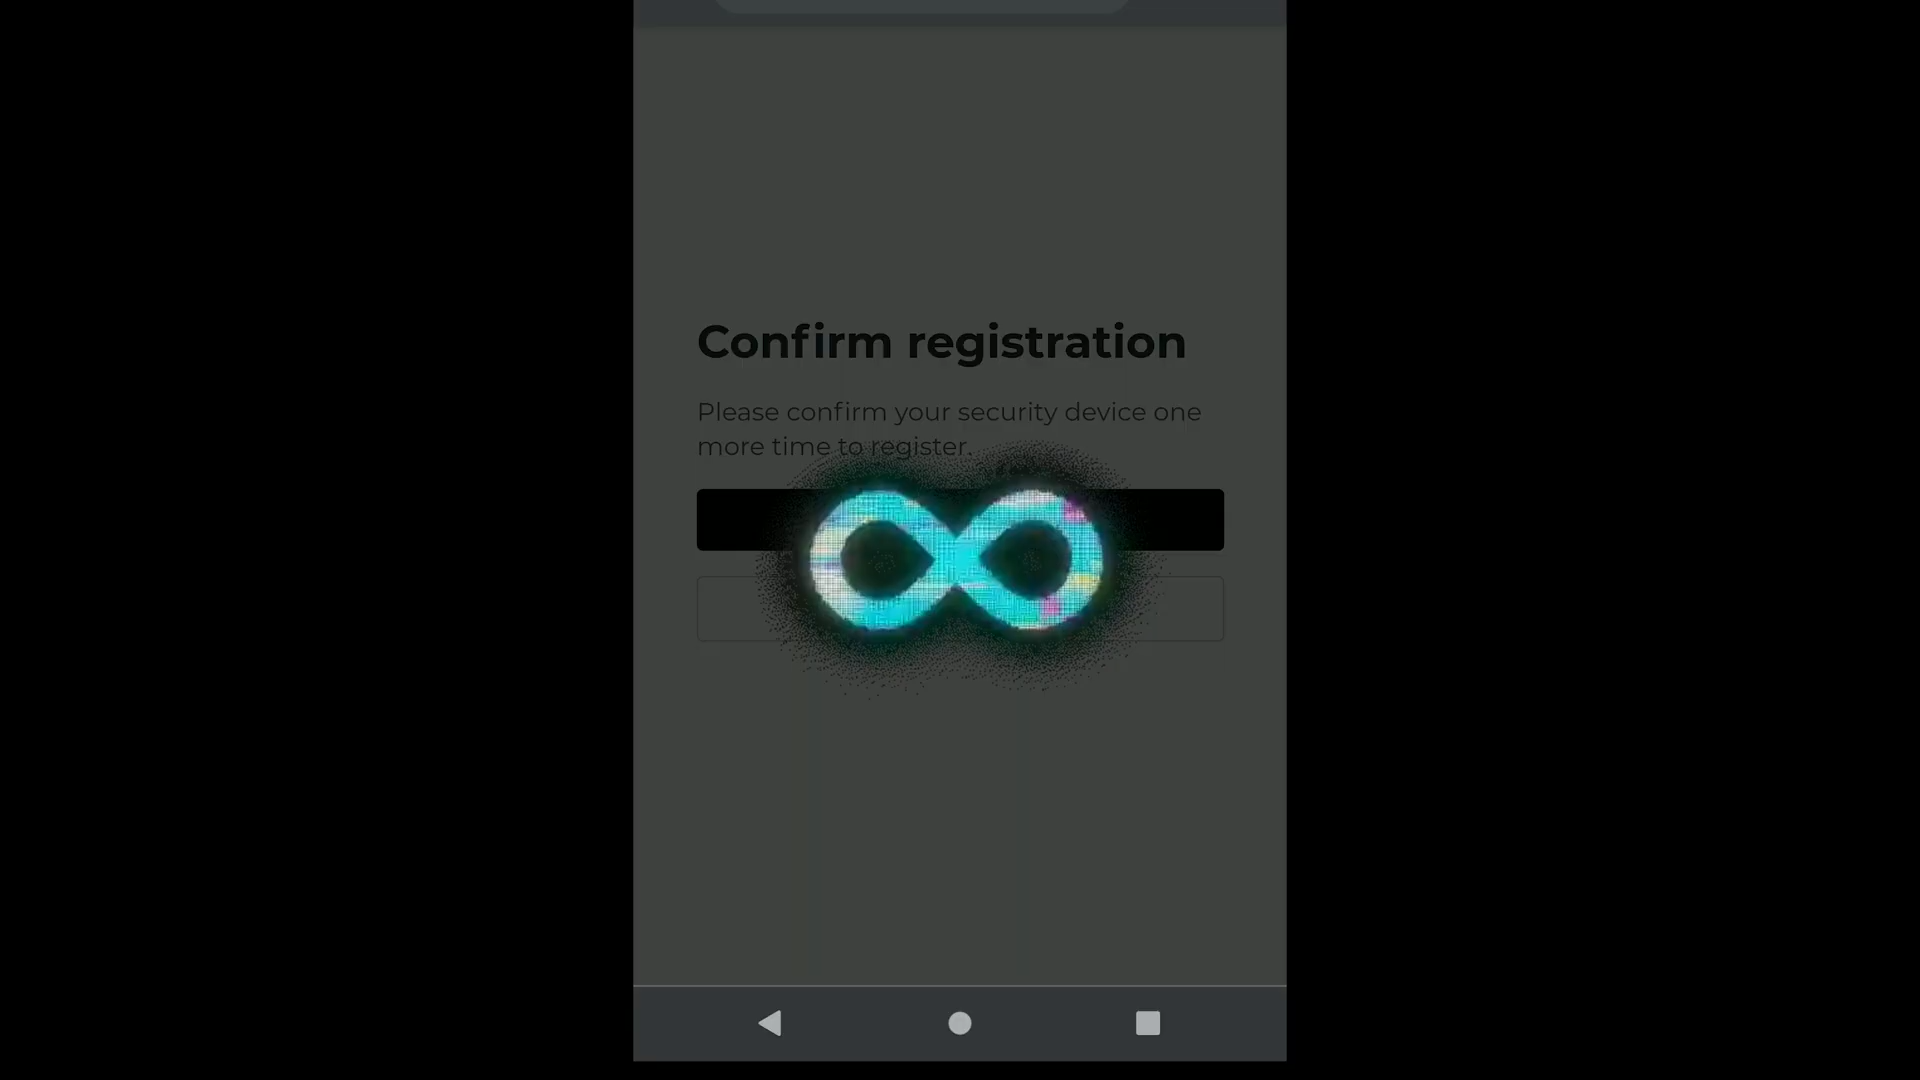 Confirm registration
Please confirm your security device one
more time to register.